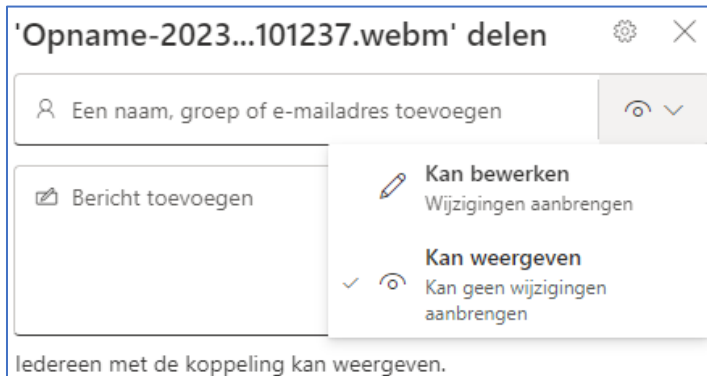 'Opname-2023...101237.webm' delen
Een naam, groep of e-mailadres toevoegen
Kan bewerken
Wijzigingen aanbrengen
Bericht toevoegen
Kan weergeven
Kan geen wijzigingen
aanbrengen
Iedereen met de koppeling kan weergeven.